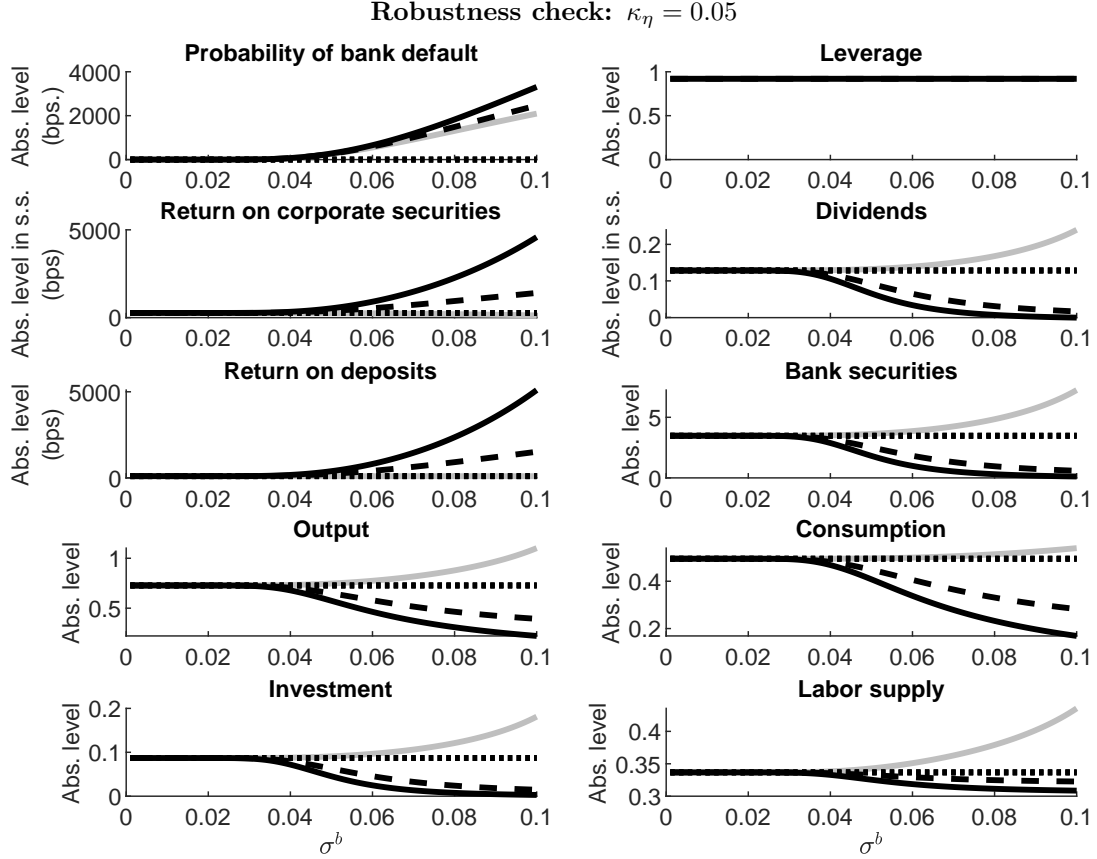 Robustness check: κ_η = 0.05
Probability of bank default
Abs. level
(bps.)
4000
2000
0
0 0.02 0.04 0.06 0.08 0.1
Leverage
Abs. level
1
0.5
0
0 0.02 0.04 0.06 0.08 0.1
Return on corporate securities
Abs. level in s.s.
(bps)
5000
0
0 0.02 0.04 0.06 0.08 0.1
Dividends
Abs. level in s.s.
0.2
0.1
0
0 0.02 0.04 0.06 0.08 0.1
Return on deposits
Abs. level
(bps)
5000
0
0 0.02 0.04 0.06 0.08 0.1
Bank securities
Abs. level
5
0
0 0.02 0.04 0.06 0.08 0.1
Output
Abs. level
1
0.5
0 0.02 0.04 0.06 0.08 0.1
Consumption
Abs. level
0.4
0.2
0 0.02 0.04 0.06 0.08 0.1
Investment
Abs. level
0.2
0.1
0
0 0.02 0.04 0.06 0.08 0.1
σ^b
Labor supply
Abs. level
0.4
0.35
0.3
0 0.02 0.04 0.06 0.08 0.1
σ^b